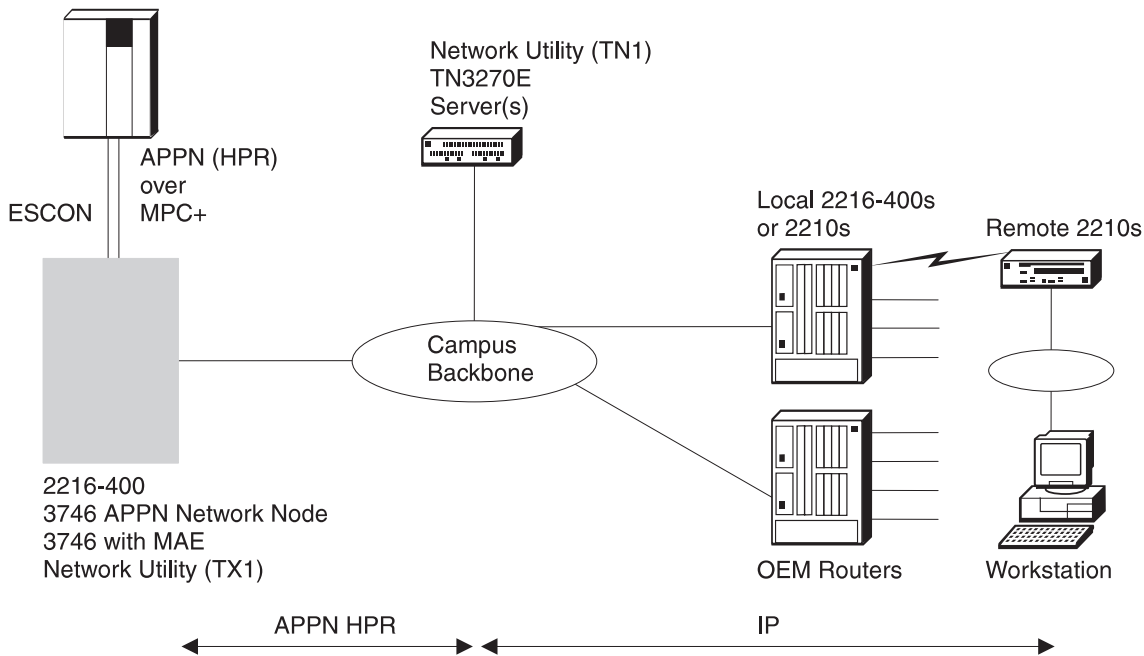 Network Utility (TN1)
TN3270E
Server(s)
APPN (HPR)
over
MPC+
ESCON
Local 2216-400s
or 2210s
Remote 2210s
Campus
Backbone
2216-400
3746 APPN Network Node
3746 with MAE
Network Utility (TX1)
OEM Routers
Workstation
APPN HPR
IP